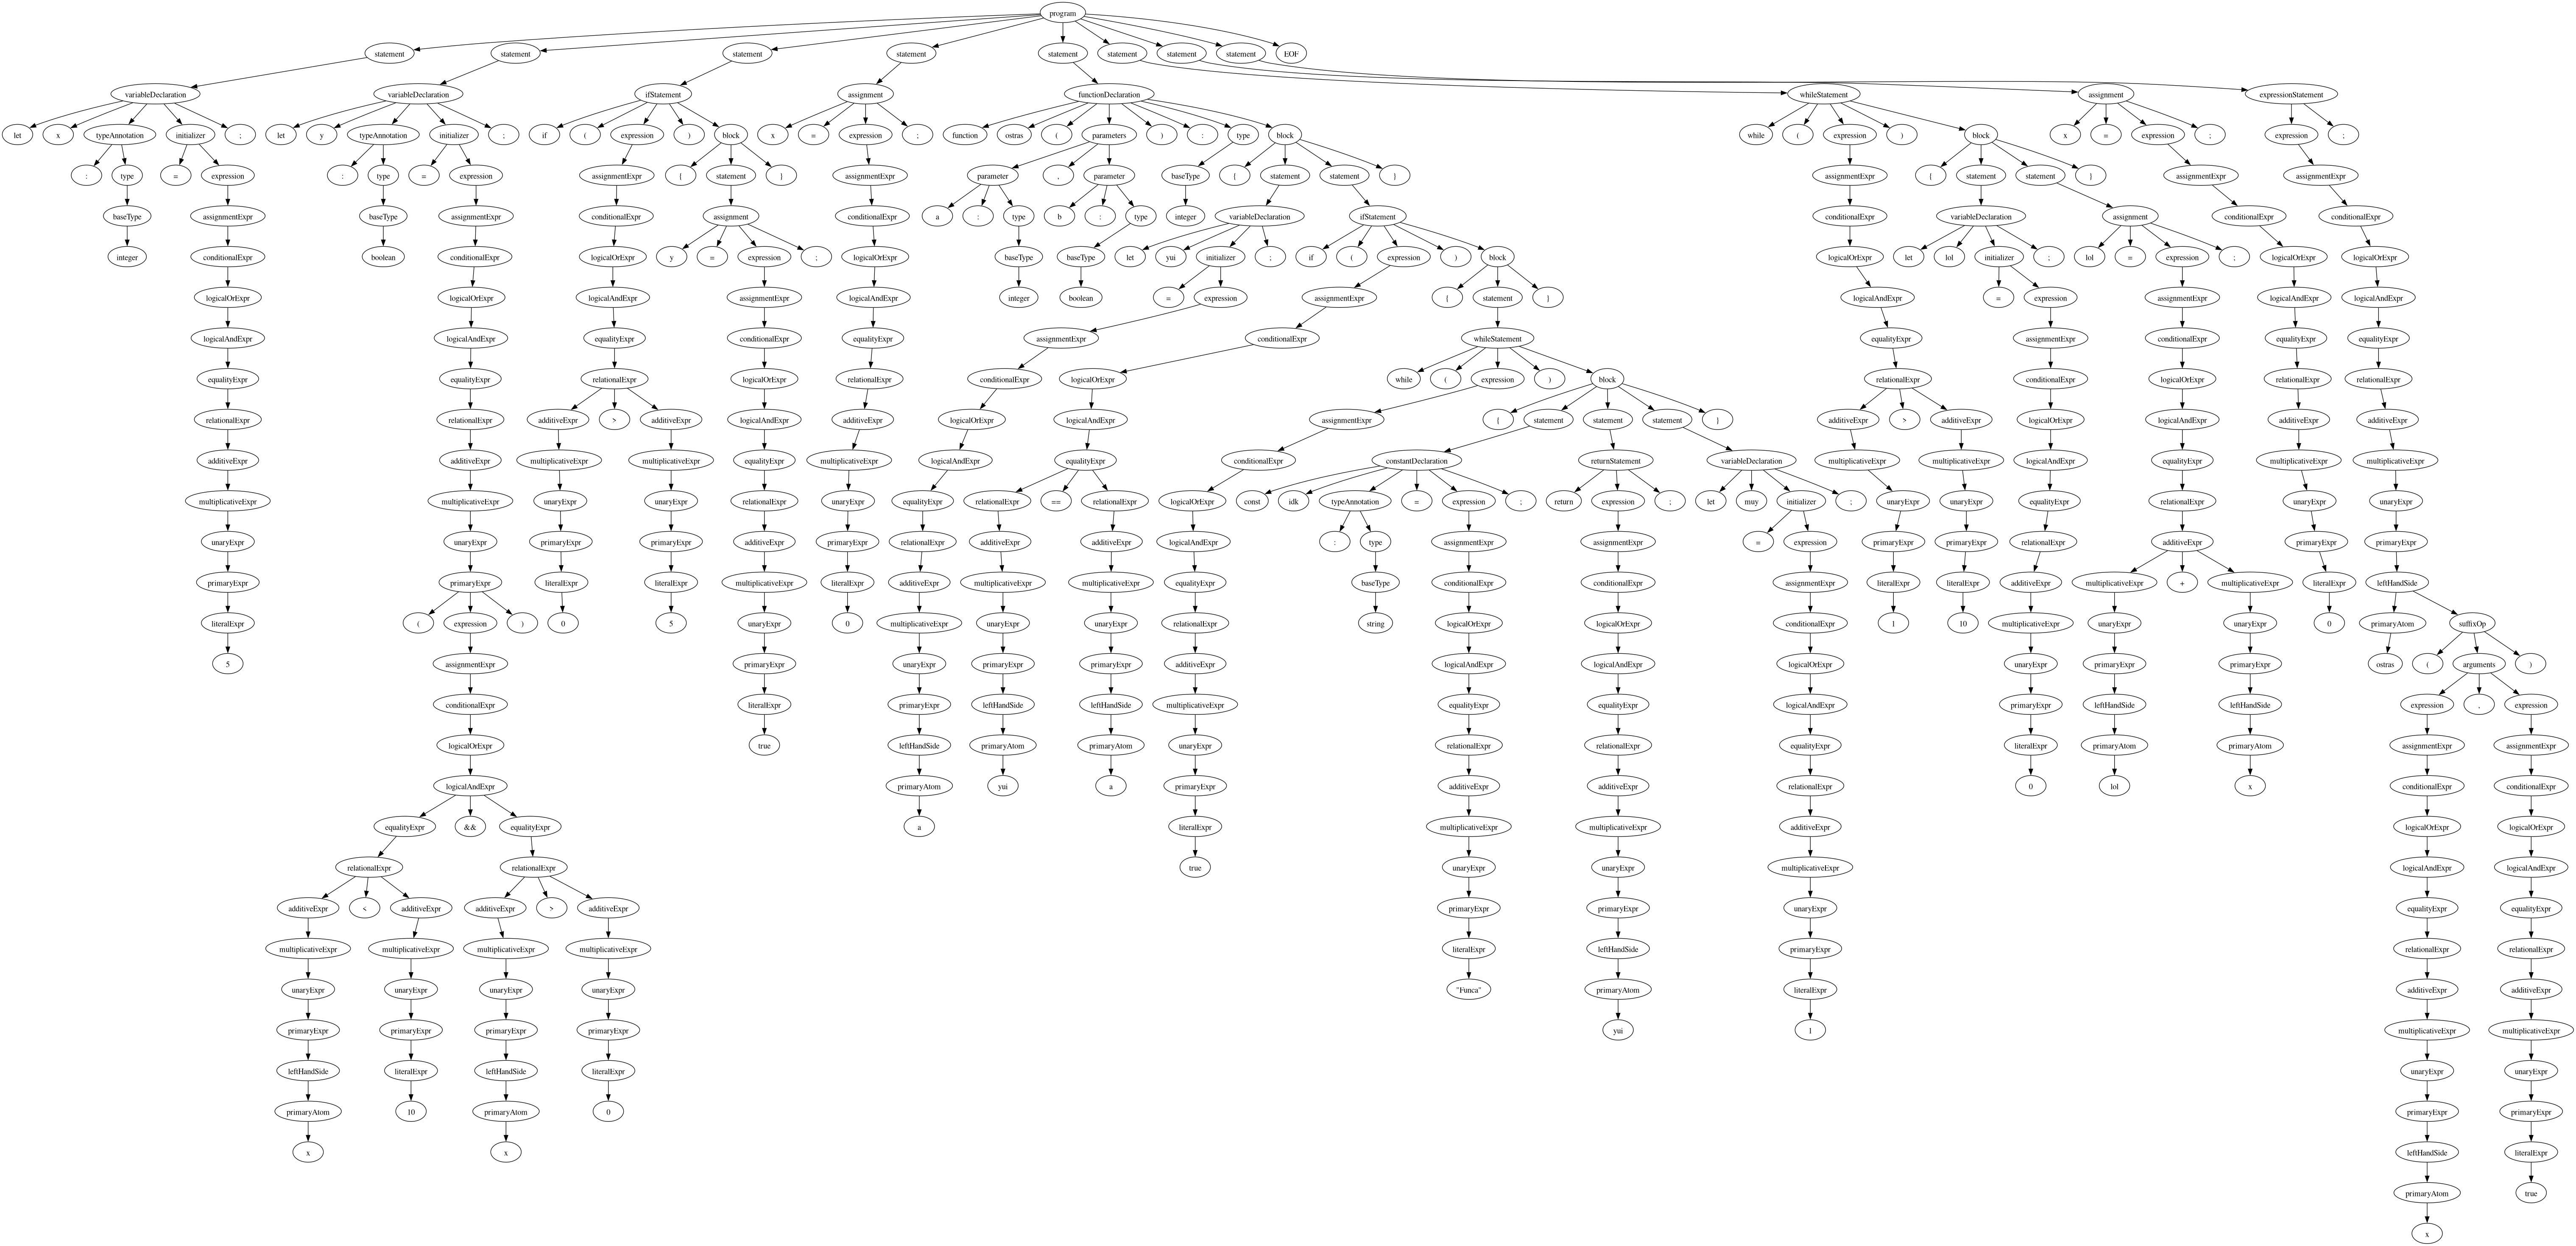 program
statement statement statement statement statement statement statement statement EOF
variableDeclaration variableDeclaration ifStatement assignment functionDeclaration whileStatement assignment expressionStatement
let x typeAnnotation initializer ; let y typeAnnotation initializer ; if ( expression ) block x = expression ; function ostras ( parameters ) : type block while ( expression ) block x = expression ; expression ;
: type = expression : type = expression assignmentExpr { statement } assignmentExpr parameter , parameter baseType { statement statement } assignmentExpr { statement statement } assignmentExpr assignmentExpr
baseType assignmentExpr baseType assignmentExpr conditionalExpr assignment conditionalExpr a : type b : type integer variableDeclaration ifStatement conditionalExpr variableDeclaration assignment conditionalExpr conditionalExpr
integer conditionalExpr boolean conditionalExpr logicalOrExpr y = expression ; logicalOrExpr baseType baseType let yui initializer ; if ( expression ) block logicalOrExpr let lol initializer ; lol = expression ; logicalOrExpr logicalOrExpr
logicalOrExpr logicalOrExpr logicalAndExpr assignmentExpr logicalAndExpr integer boolean = expression assignmentExpr { statement } logicalAndExpr = expression assignmentExpr logicalAndExpr logicalAndExpr
logicalAndExpr logicalAndExpr equalityExpr conditionalExpr equalityExpr assignmentExpr conditionalExpr whileStatement equalityExpr assignmentExpr conditionalExpr equalityExpr equalityExpr
equalityExpr equalityExpr relationalExpr logicalOrExpr relationalExpr conditionalExpr logicalOrExpr while ( expression ) block relationalExpr conditionalExpr logicalOrExpr relationalExpr relationalExpr
relationalExpr relationalExpr additiveExpr > additiveExpr logicalAndExpr additiveExpr logicalOrExpr logicalAndExpr assignmentExpr { statement statement statement } additiveExpr > additiveExpr logicalOrExpr logicalAndExpr additiveExpr additiveExpr
additiveExpr additiveExpr multiplicativeExpr multiplicativeExpr equalityExpr multiplicativeExpr logicalAndExpr equalityExpr conditionalExpr constantDeclaration returnStatement variableDeclaration multiplicativeExpr multiplicativeExpr logicalAndExpr equalityExpr multiplicativeExpr multiplicativeExpr
multiplicativeExpr multiplicativeExpr unaryExpr unaryExpr relationalExpr unaryExpr equalityExpr relationalExpr == relationalExpr logicalOrExpr const idk typeAnnotation = expression ; return expression ; let muy initializer ; unaryExpr unaryExpr equalityExpr relationalExpr unaryExpr unaryExpr
unaryExpr unaryExpr primaryExpr primaryExpr additiveExpr primaryExpr relationalExpr additiveExpr additiveExpr logicalAndExpr : type assignmentExpr assignmentExpr = expression primaryExpr primaryExpr relationalExpr additiveExpr primaryExpr primaryExpr
primaryExpr primaryExpr literalExpr literalExpr multiplicativeExpr literalExpr additiveExpr multiplicativeExpr multiplicativeExpr equalityExpr baseType conditionalExpr conditionalExpr assignmentExpr literalExpr literalExpr additiveExpr multiplicativeExpr + multiplicativeExpr literalExpr leftHandSide
literalExpr ( expression ) 0 5 unaryExpr 0 multiplicativeExpr unaryExpr unaryExpr relationalExpr string logicalOrExpr logicalOrExpr conditionalExpr 1 10 multiplicativeExpr unaryExpr unaryExpr 0 primaryAtom suffixOp
5 assignmentExpr primaryExpr unaryExpr primaryExpr primaryExpr additiveExpr logicalAndExpr logicalAndExpr logicalOrExpr unaryExpr primaryExpr primaryExpr ostras ( arguments )
conditionalExpr literalExpr primaryExpr leftHandSide leftHandSide multiplicativeExpr equalityExpr equalityExpr logicalAndExpr primaryExpr leftHandSide leftHandSide expression , expression
logicalOrExpr true leftHandSide primaryAtom primaryAtom unaryExpr relationalExpr relationalExpr equalityExpr literalExpr primaryAtom primaryAtom assignmentExpr assignmentExpr
logicalAndExpr primaryAtom yui a primaryExpr additiveExpr additiveExpr relationalExpr 0 lol x conditionalExpr conditionalExpr
equalityExpr && equalityExpr a literalExpr multiplicativeExpr multiplicativeExpr additiveExpr logicalOrExpr logicalOrExpr
relationalExpr relationalExpr true unaryExpr unaryExpr multiplicativeExpr logicalAndExpr logicalAndExpr
additiveExpr < additiveExpr additiveExpr > additiveExpr primaryExpr primaryExpr unaryExpr equalityExpr equalityExpr
multiplicativeExpr multiplicativeExpr multiplicativeExpr multiplicativeExpr literalExpr leftHandSide primaryExpr relationalExpr relationalExpr
unaryExpr unaryExpr unaryExpr unaryExpr "Funca" primaryAtom literalExpr additiveExpr additiveExpr
primaryExpr primaryExpr primaryExpr primaryExpr yui 1 multiplicativeExpr multiplicativeExpr
leftHandSide literalExpr leftHandSide literalExpr unaryExpr unaryExpr
primaryAtom 10 primaryAtom 0 primaryExpr primaryExpr
x x leftHandSide literalExpr
primaryAtom true
x